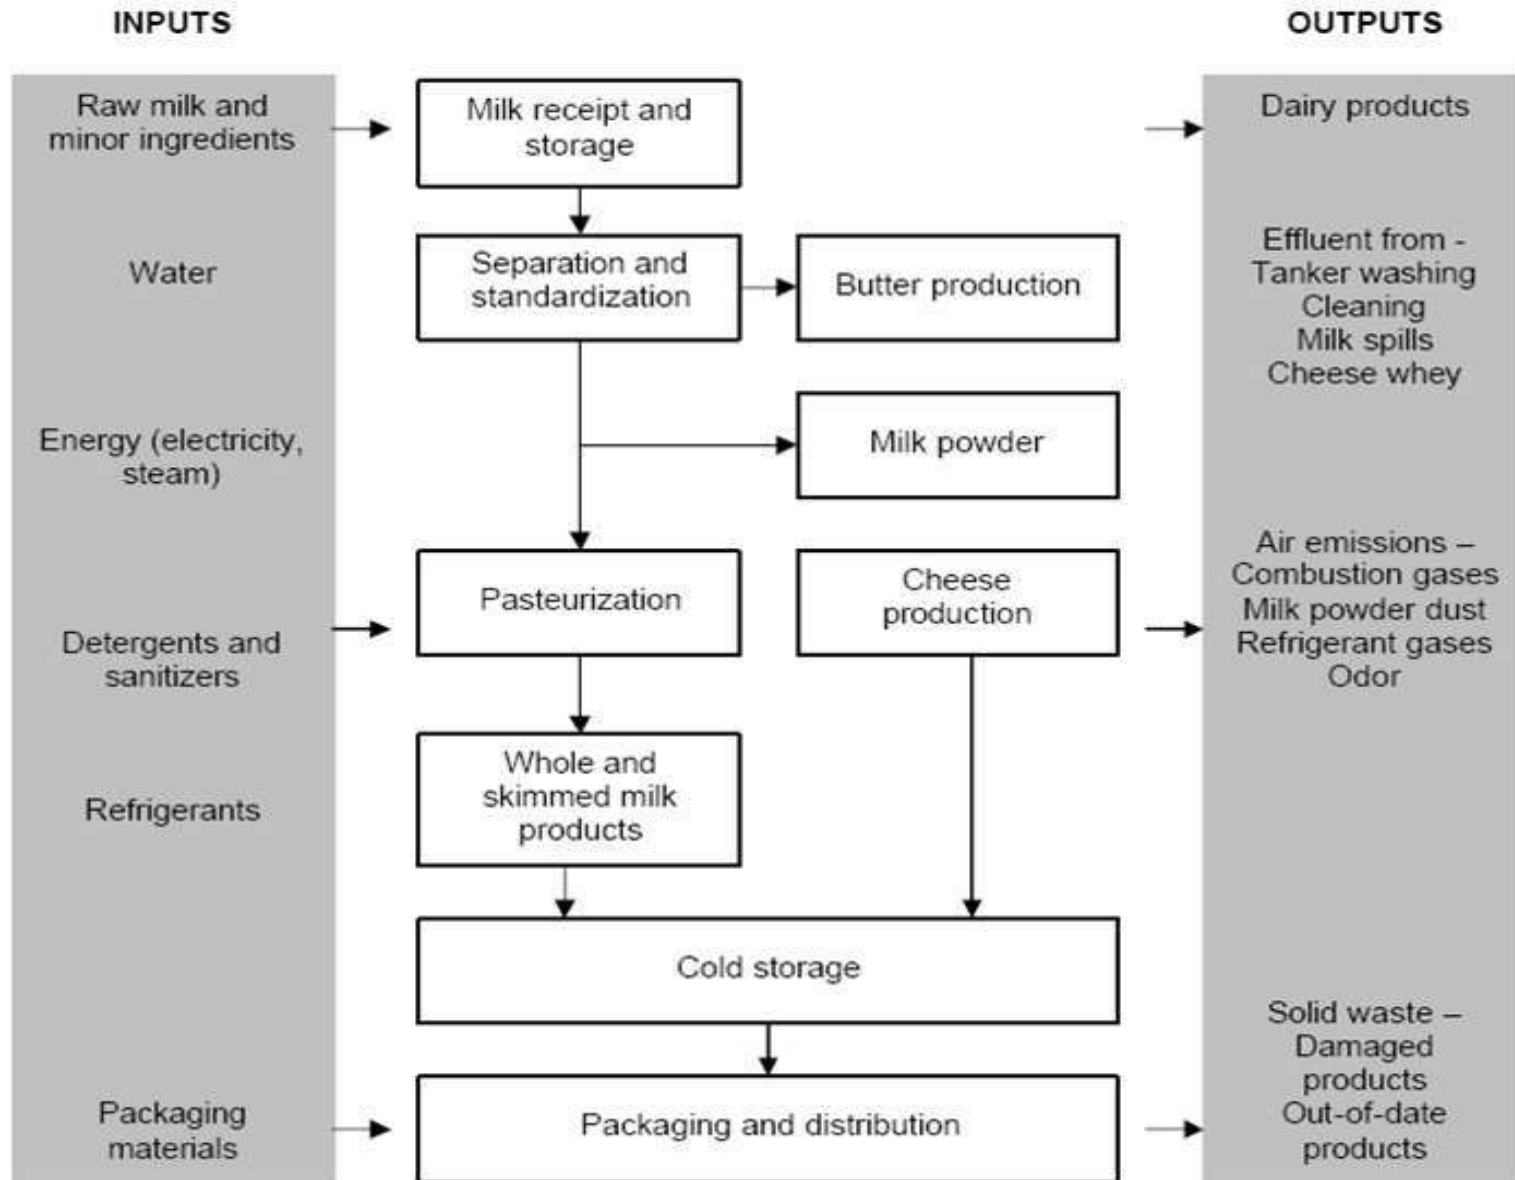 INPUTS
OUTPUTS
Raw milk and
minor ingredients
Milk receipt and
storage
Dairy products
Water
Separation and
standardization
Butter production
Effluent from -
Tanker washing
Cleaning
Milk spills
Cheese whey
Energy (electricity,
steam)
Milk powder
Detergents and
sanitizers
Pasteurization
Cheese
production
Air emissions –
Combustion gases
Milk powder dust
Refrigerant gases
Odor
Refrigerants
Whole and
skimmed milk
products
Cold storage
Packaging
materials
Packaging and distribution
Solid waste –
Damaged
products
Out-of-date
products